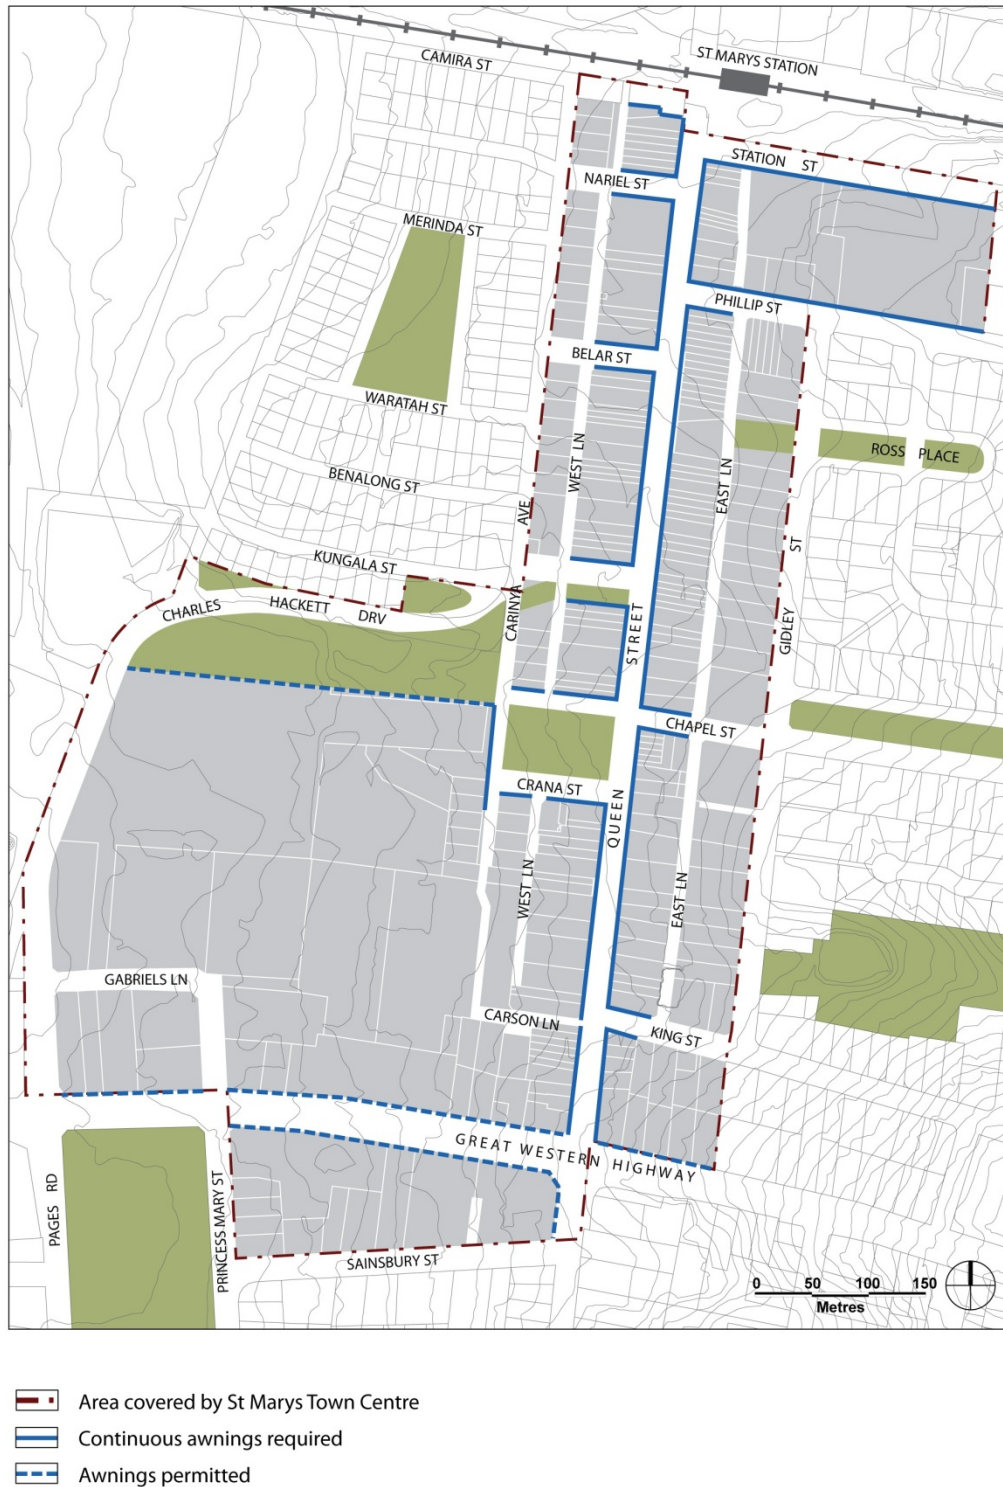 CAMIRA ST
ST MARYS STATION
STATION ST
NARIEL ST
MERINDA ST
PHILLIP ST
BELAR ST
WARATAH ST
ROSS PLACE
WEST LN
EAST LN
BENALONG ST
AVE
ST
KUNGALA ST
CHARLES HACKETT DRV
CARINYA
STREET
GIDLEY
CHAPEL ST
CRANA ST
QUEEN
WEST LN
EAST LN
GABRIELS LN
CARSON LN
KING ST
GREAT WESTERN HIGHWAY
PAGES RD
PRINCESS MARY ST
SAINSBURY ST
0 50 100 150
Metres
Area covered by St Marys Town Centre
Continuous awnings required
Awnings permitted